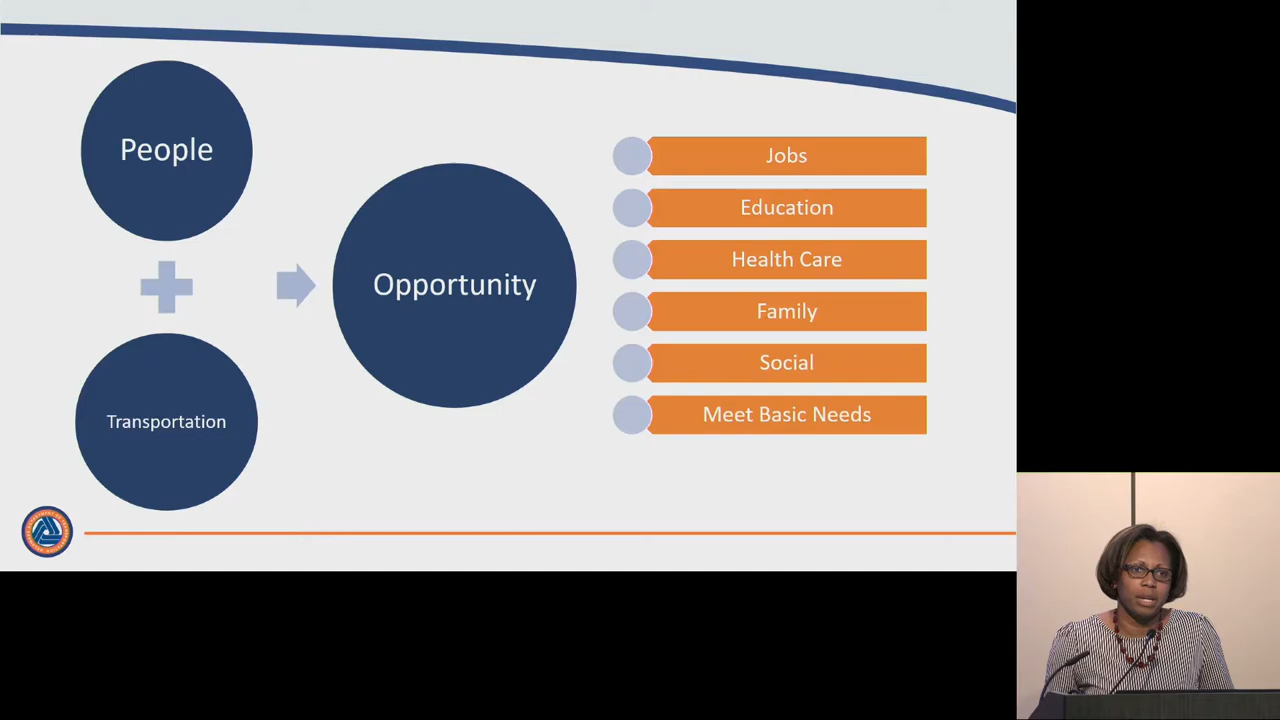 People
Transportation
Opportunity
Jobs
Education
Health Care
Family
Social
Meet Basic Needs